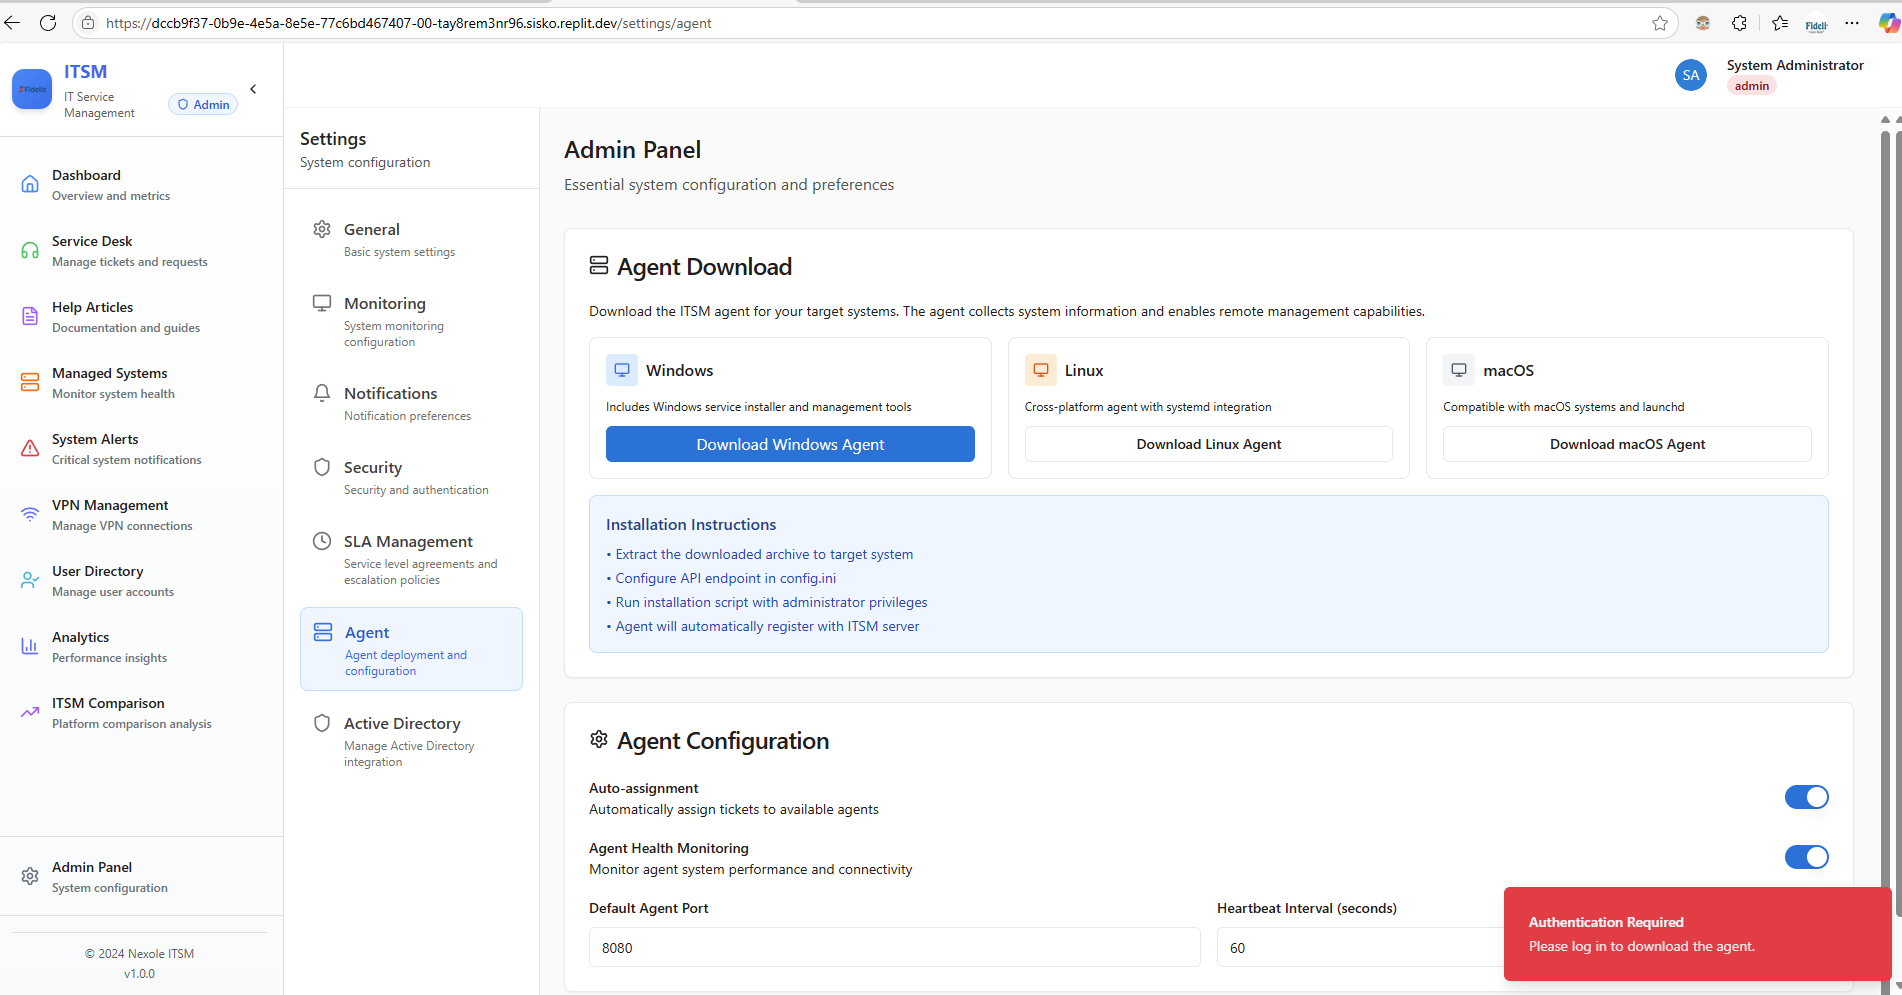 https://dccb9f37-0b9e-4e5a-8e5e-77c6bd467407-00-tay8rem3nr96.sisko.replit.dev/settings/agent
Fideli
Fidelis
ITSM
IT Service
Management
Admin
SA
System Administrator
admin
Dashboard
Overview and metrics
Service Desk
Manage tickets and requests
Help Articles
Documentation and guides
Managed Systems
Monitor system health
System Alerts
Critical system notifications
VPN Management
Manage VPN connections
User Directory
Manage user accounts
Analytics
Performance insights
ITSM Comparison
Platform comparison analysis
Admin Panel
System configuration
© 2024 Nexole ITSM
v1.0.0
Settings
System configuration
General
Basic system settings
Monitoring
System monitoring
configuration
Notifications
Notification preferences
Security
Security and authentication
SLA Management
Service level agreements and
escalation policies
Agent
Agent deployment and
configuration
Active Directory
Manage Active Directory
integration
Admin Panel
Essential system configuration and preferences
Agent Download
Download the ITSM agent for your target systems. The agent collects system information and enables remote management capabilities.
Windows
Includes Windows service installer and management tools
Download Windows Agent
Linux
Cross-platform agent with systemd integration
Download Linux Agent
macOS
Compatible with macOS systems and launchd
Download macOS Agent
Installation Instructions
• Extract the downloaded archive to target system
• Configure API endpoint in config.ini
• Run installation script with administrator privileges
• Agent will automatically register with ITSM server
Agent Configuration
Auto-assignment
Automatically assign tickets to available agents
Agent Health Monitoring
Monitor agent system performance and connectivity
Default Agent Port
8080
Heartbeat Interval (seconds)
60
Authentication Required
Please log in to download the agent.